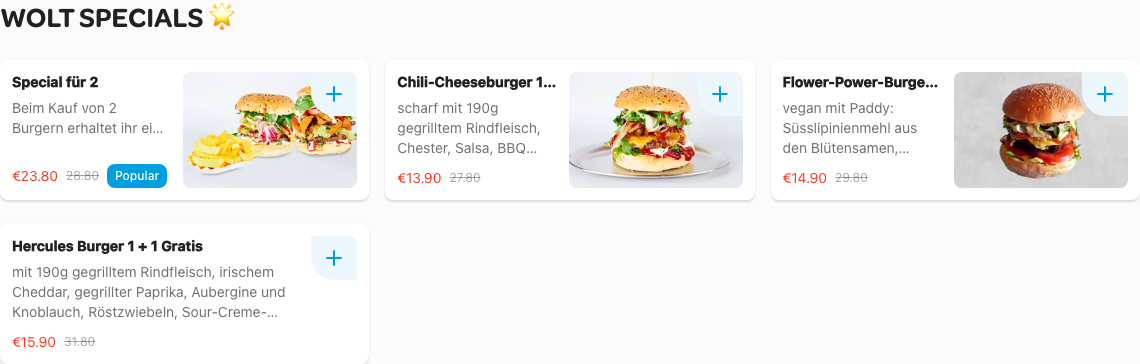 WOLT SPECIALS 🌟
Special für 2
Beim Kauf von 2
Burgern erhaltet ihr ei...
€23.80 28.80 Popular
Chili-Cheeseburger 1...
scharf mit 190g
gegrilltem Rindfleisch,
Chester, Salsa, BBQ...
€13.90 27.80
Flower-Power-Burge...
vegan mit Paddy:
Süsslipinienmehl aus
den Blütensamen,...
€14.90 29.80
Hercules Burger 1 + 1 Gratis
mit 190g gegrilltem Rindfleisch, irischem
Cheddar, gegrillter Paprika, Aubergine und
Knoblauch, Röstzwiebeln, Sour-Creme-...
€15.90 31.80